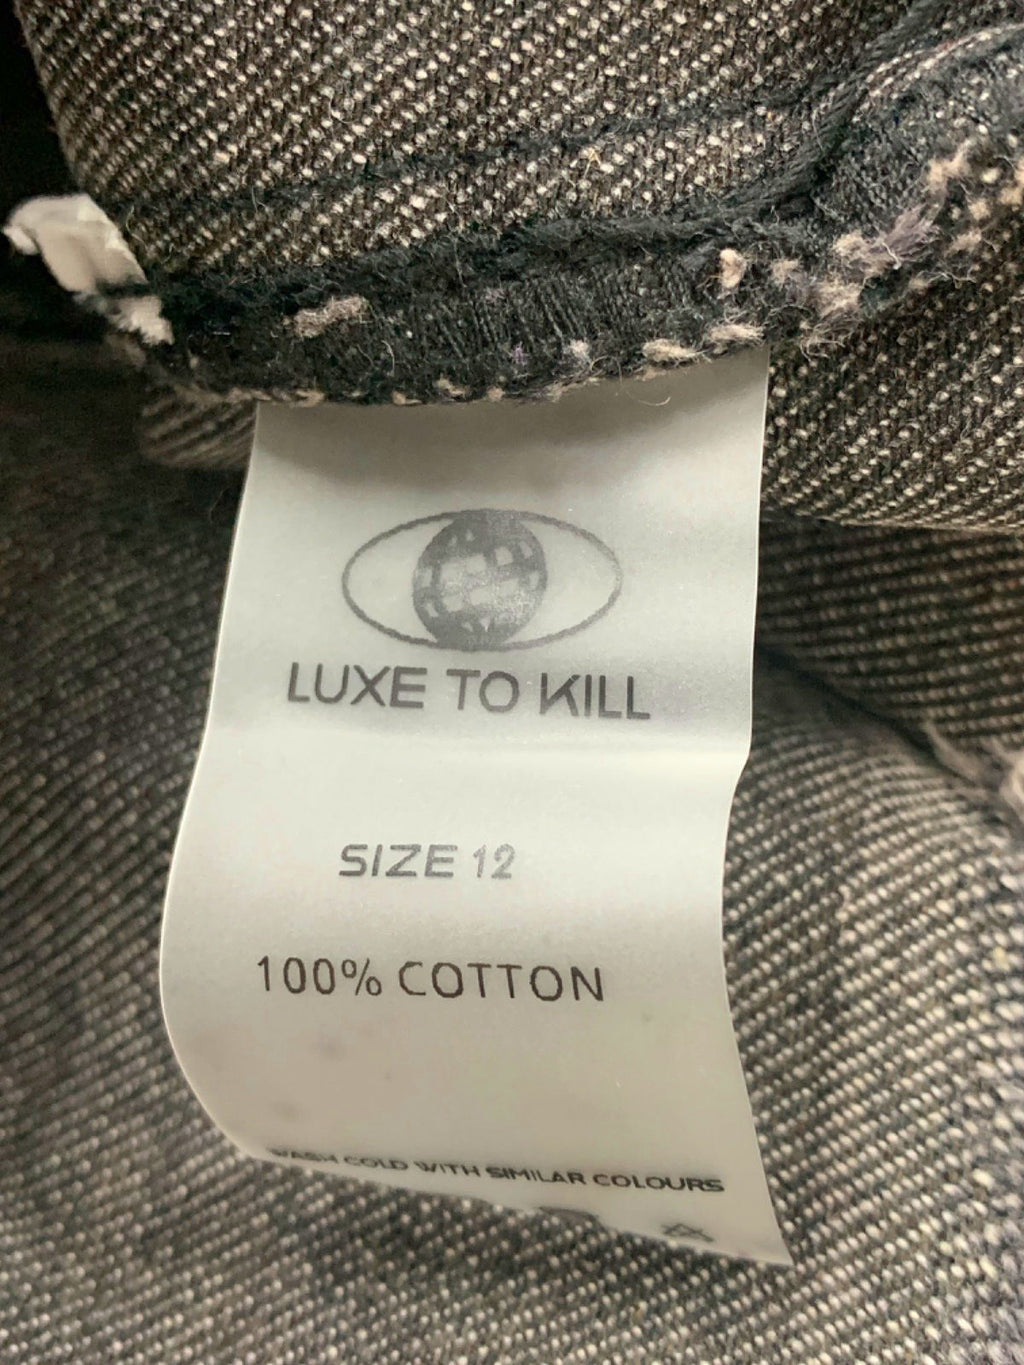 LUXE TO KILL
SIZE 12
100% COTTON
WASH COLD WITH SIMILAR COLOURS